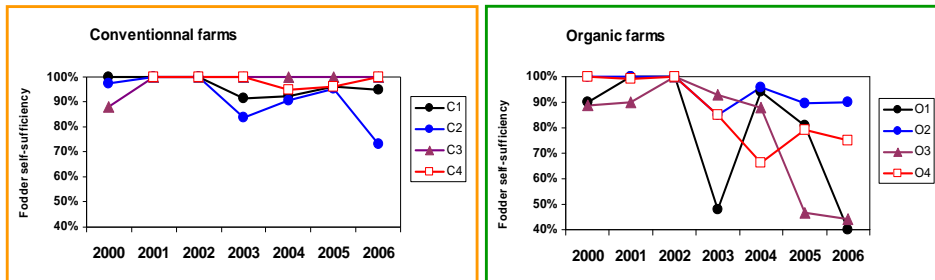 Conventionnal farms
Fodder self-sufficiency
100%
90%
80%
70%
60%
50%
40%
2000 2001 2002 2003 2004 2005 2006
C1
C2
C3
C4
Organic farms
Fodder self-sufficiency
100%
90%
80%
70%
60%
50%
40%
2000 2001 2002 2003 2004 2005 2006
O1
O2
O3
O4